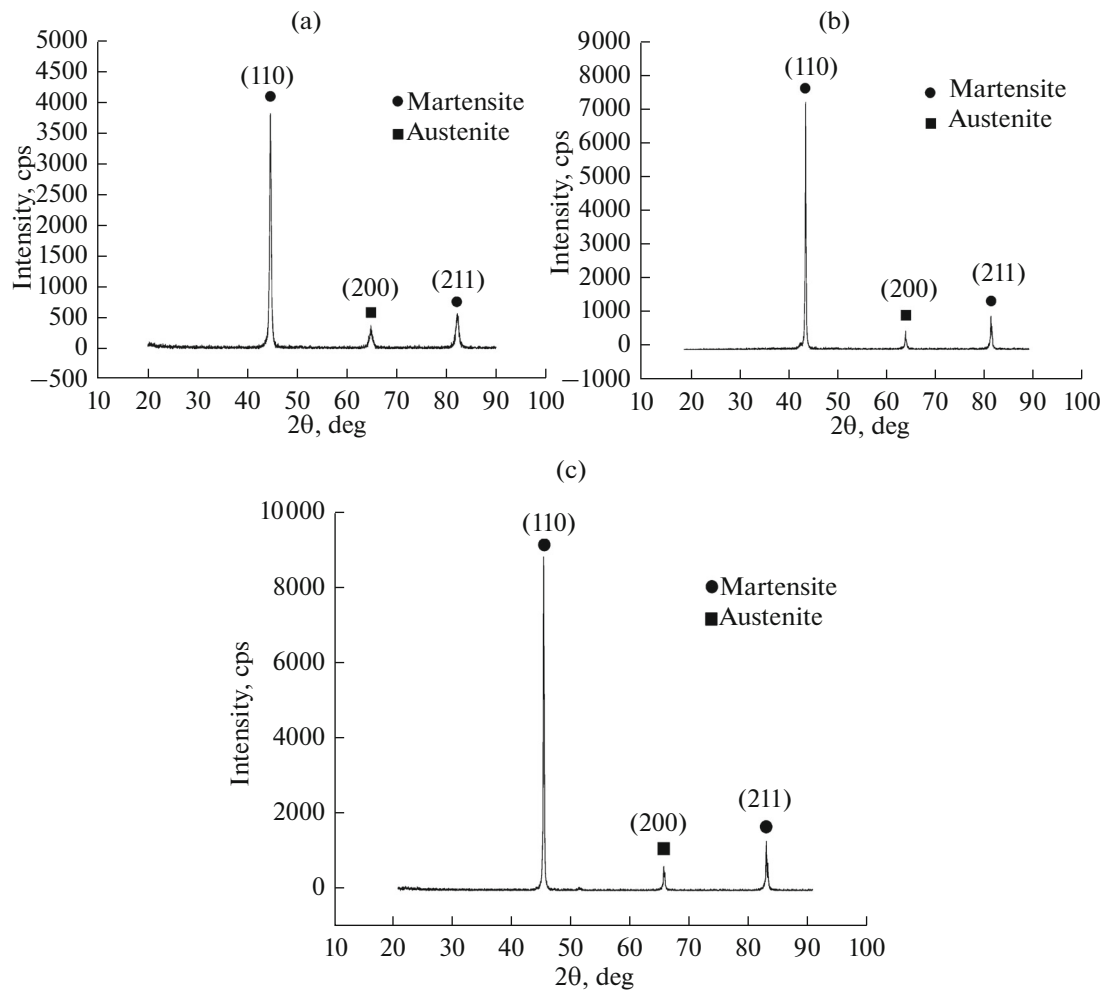 (a)
5000
4500
4000
3500
3000
2500
2000
1500
1000
500
0
−500
Intensity, cps
(110)
● Martensite
■ Austenite
(200)
(211)
10 20 30 40 50 60 70 80 90 100
2θ, deg
(b)
9000
8000
7000
6000
5000
4000
3000
2000
1000
0
−1000
Intensity, cps
(110)
● Martensite
■ Austenite
(200)
(211)
10 20 30 40 50 60 70 80 90 100
2θ, deg
(c)
10000
8000
6000
4000
2000
0
Intensity, cps
(110)
● Martensite
■ Austenite
(200)
(211)
10 20 30 40 50 60 70 80 90 100
2θ, deg